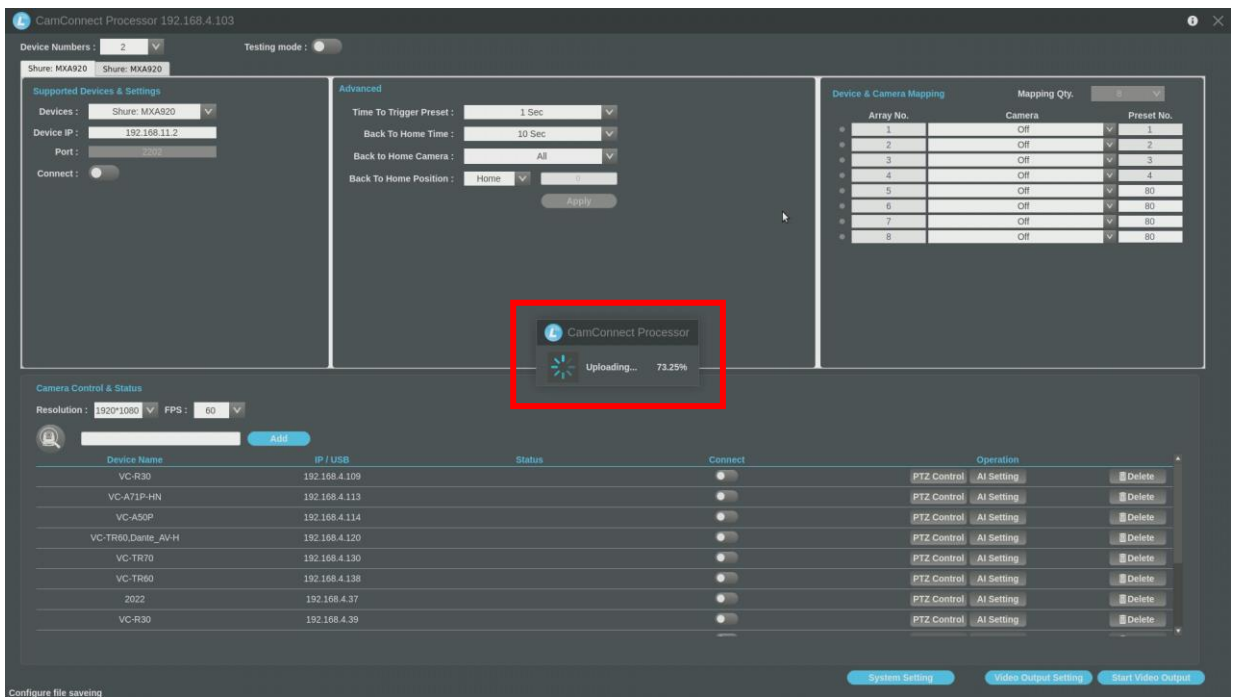 CamConnect Processor 192.168.4.103
Device Numbers : 2 Testing mode :
Shure: MXA920 Shure: MXA920
Supported Devices & Settings
Devices : Shure: MXA920
Device IP : 192.168.11.2
Port : 2202
Connect :
Advanced
Time To Trigger Preset : 1 Sec
Back To Home Time : 10 Sec
Back to Home Camera : All
Back To Home Position : Home 0
Apply
Device & Camera Mapping Mapping Qty. 8
Array No. Camera Preset No.
1 Off 1
2 Off 2
3 Off 3
4 Off 4
5 Off 80
6 Off 80
7 Off 80
8 Off 80
CamConnect Processor
Uploading... 73.25%
Camera Control & Status
Resolution : 1920*1080 FPS : 60
Add
Device Name IP / USB Status Connect Operation
VC-R30 192.168.4.109 PTZ Control AI Setting Delete
VC-A71P-HN 192.168.4.113 PTZ Control AI Setting Delete
VC-A50P 192.168.4.114 PTZ Control AI Setting Delete
VC-TR60,Dante_AV-H 192.168.4.120 PTZ Control AI Setting Delete
VC-TR70 192.168.4.130 PTZ Control AI Setting Delete
VC-TR60 192.168.4.138 PTZ Control AI Setting Delete
2022 192.168.4.37 PTZ Control AI Setting Delete
VC-R30 192.168.4.39 PTZ Control AI Setting Delete
System Setting Video Output Setting Start Video Output
Configure file saveing